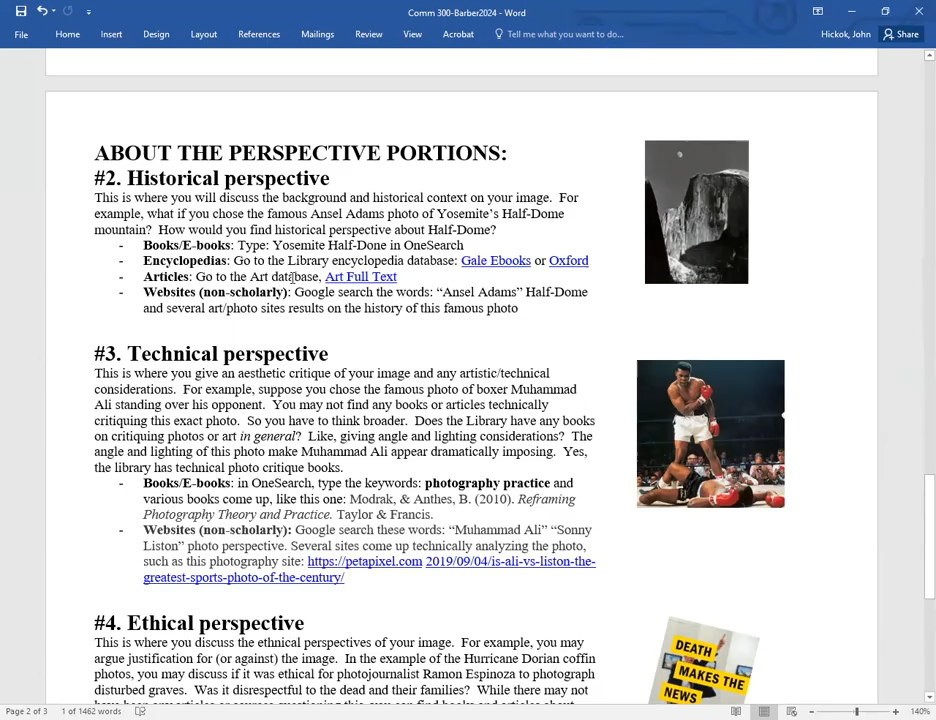 Comm 300-Barber2024 - Word
File Home Insert Design Layout References Mailings Review View Acrobat Tell me what you want to do... Hickok, John Share
ABOUT THE PERSPECTIVE PORTIONS:
#2. Historical perspective
This is where you will discuss the background and historical context on your image. For
example, what if you chose the famous Ansel Adams photo of Yosemite's Half-Dome
mountain? How would you find historical perspective about Half-Dome?
- Books/E-books: Type: Yosemite Half-Done in OneSearch
- Encyclopedias: Go to the Library encyclopedia database: Gale Ebooks or Oxford
- Articles: Go to the Art database, Art Full Text
- Websites (non-scholarly): Google search the words: “Ansel Adams” Half-Dome
and several art/photo sites results on the history of this famous photo
#3. Technical perspective
This is where you give an aesthetic critique of your image and any artistic/technical
considerations. For example, suppose you chose the famous photo of boxer Muhammad
Ali standing over his opponent. You may not find any books or articles technically
critiquing this exact photo. So you have to think broader. Does the Library have any books
on critiquing photos or art in general? Like, giving angle and lighting considerations? The
angle and lighting of this photo make Muhammad Ali appear dramatically imposing. Yes,
the library has technical photo critique books.
- Books/E-books: in OneSearch, type the keywords: photography practice and
various books come up, like this one: Modrak, & Anthes, B. (2010). Reframing
Photography Theory and Practice. Taylor & Francis.
- Websites (non-scholarly): Google search these words: “Muhammad Ali” “Sonny
Liston” photo perspective. Several sites come up technically analyzing the photo,
such as this photography site: https://petapixel.com 2019/09/04/is-ali-vs-liston-the-
greatest-sports-photo-of-the-century/
#4. Ethical perspective
This is where you discuss the ethnical perspectives of your image. For example, you may
argue justification for (or against) the image. In the example of the Hurricane Dorian coffin
photos, you may discuss if it was ethical for photojournalist Ramon Espinoza to photograph
disturbed graves. Was it disrespectful to the dead and their families? While there may not
DEATH
MAKES THE
NEWS
Page 2 of 3 1 of 1462 words 140%